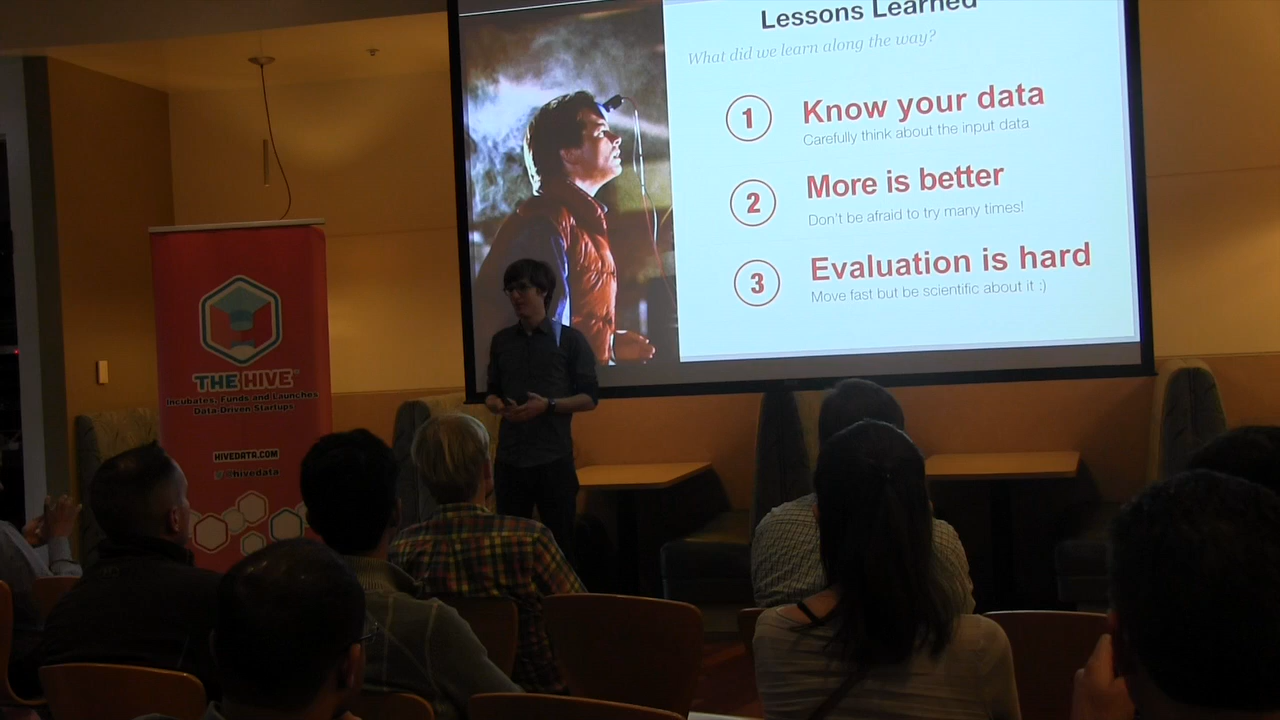 Lessons Learned
What did we learn along the way?
1
Know your data
Carefully think about the input data
2
More is better
Don't be afraid to try many times!
3
Evaluation is hard
Move fast but be scientific about it :)
THE HIVE
Incubates, Funds and Launches
Data Driven Startups
HIVEDATA.COM
@hivedata